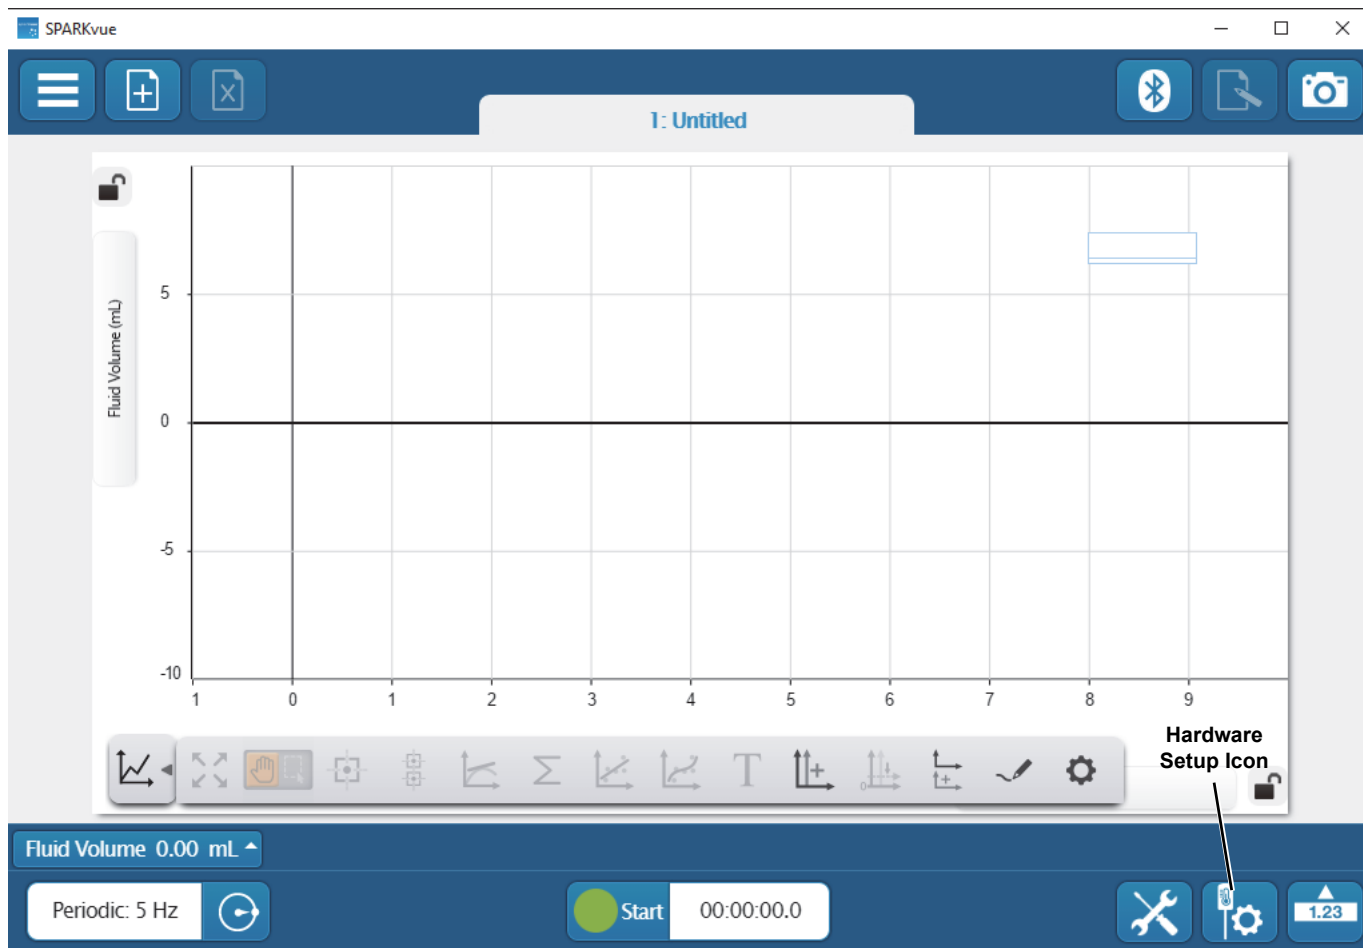 SPARKvue
1: Untitled
Fluid Volume (mL)
5
0
-5
-10
1 0 1 2 3 4 5 6 7 8 9
Hardware
Setup Icon
T
Fluid Volume 0.00 mL
Periodic: 5 Hz
Start
00:00:00.0
1.23